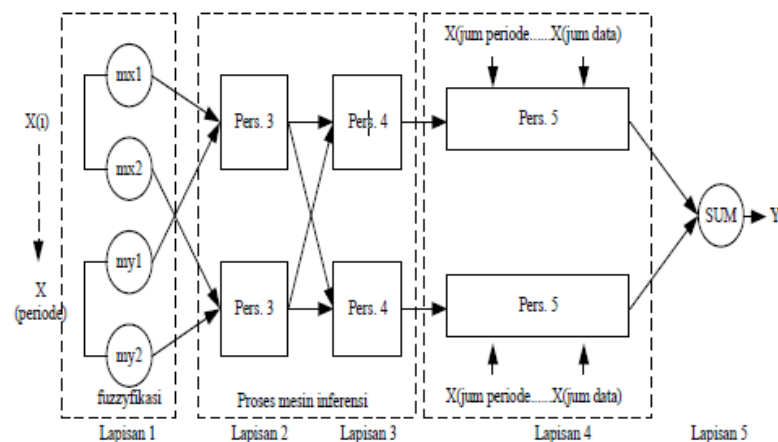 X(jum periode......X(jum data)
mx1
X(i)
Pers. 3
Pers. 4
Pers. 5
mx2
SUM
Y
my1
X
(periode)
Pers. 3
Pers. 4
Pers. 5
my2
fuzzyfikasi
Proses mesin inferensi
X(jum periode......X(jum data)
Lapisan 1
Lapisan 2
Lapisan 3
Lapisan 4
Lapisan 5